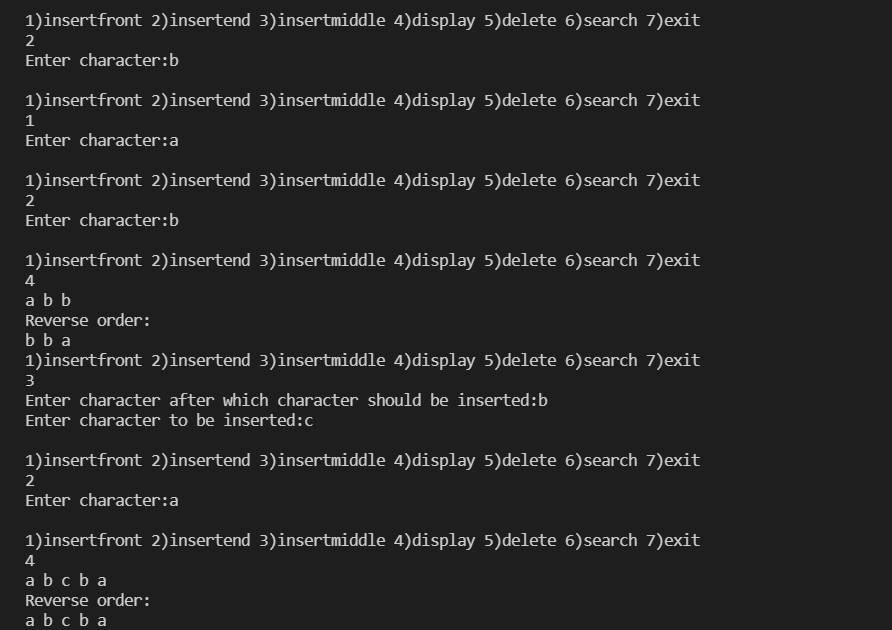 1)insertfront 2)insertend 3)insertmiddle 4)display 5)delete 6)search 7)exit
2
Enter character:b
1)insertfront 2)insertend 3)insertmiddle 4)display 5)delete 6)search 7)exit
1
Enter character:a
1)insertfront 2)insertend 3)insertmiddle 4)display 5)delete 6)search 7)exit
2
Enter character:b
1)insertfront 2)insertend 3)insertmiddle 4)display 5)delete 6)search 7)exit
4
a b b
Reverse order:
b b a
1)insertfront 2)insertend 3)insertmiddle 4)display 5)delete 6)search 7)exit
3
Enter character after which character should be inserted:b
Enter character to be inserted:c
1)insertfront 2)insertend 3)insertmiddle 4)display 5)delete 6)search 7)exit
2
Enter character:a
1)insertfront 2)insertend 3)insertmiddle 4)display 5)delete 6)search 7)exit
4
a b c b a
Reverse order:
a b c b a